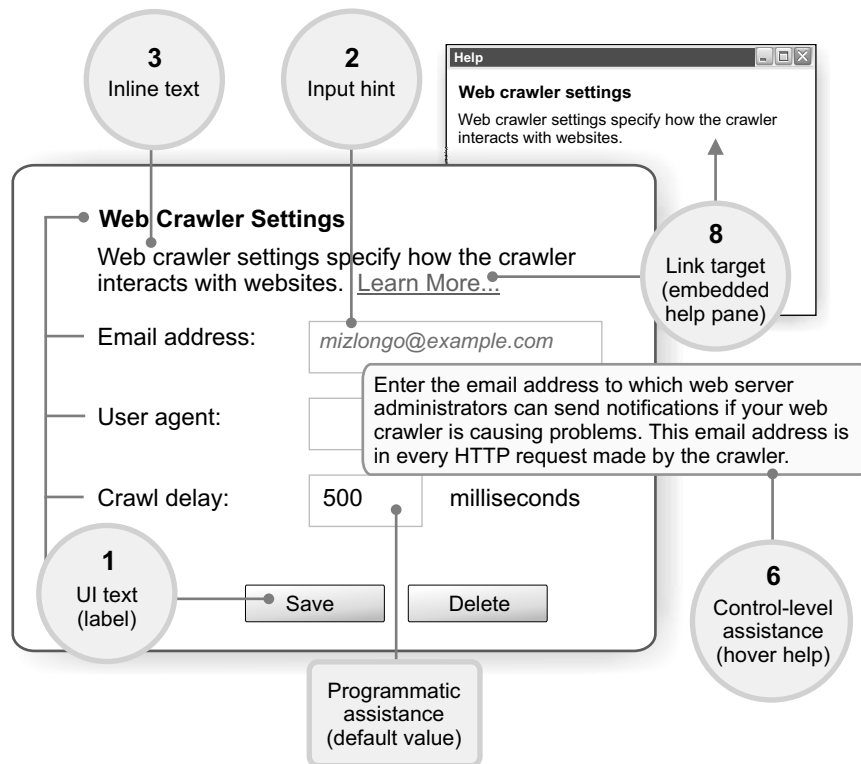 3
Inline text
2
Input hint
Help
Web crawler settings
Web crawler settings specify how the crawler
interacts with websites.
8
Link target
(embedded
help pane)
Web Crawler Settings
Web crawler settings specify how the crawler
interacts with websites. Learn More...
Email address:
mizlongo@example.com
Enter the email address to which web server
administrators can send notifications if your web
crawler is causing problems. This email address is
in every HTTP request made by the crawler.
User agent:
Crawl delay:
500
milliseconds
1
UI text
(label)
Save
Delete
6
Control-level
assistance
(hover help)
Programmatic
assistance
(default value)